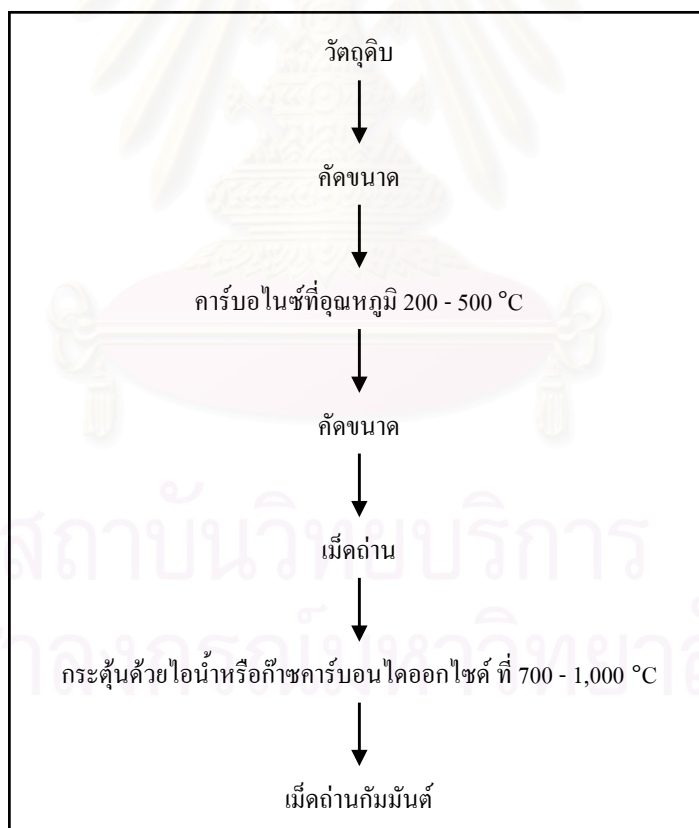 วัตถุดิบ
คัดขนาด
คาร์บอไนซ์ที่อุณหภูมิ 200 - 500 °C
คัดขนาด
เม็ดถ่าน
สถาบันวิทยบริการ
กระตุ้นด้วยไอน้ำหรือก๊าซคาร์บอนไดออกไซด์ ที่ 700 - 1,000 °C
เม็ดถ่านกัมมันต์